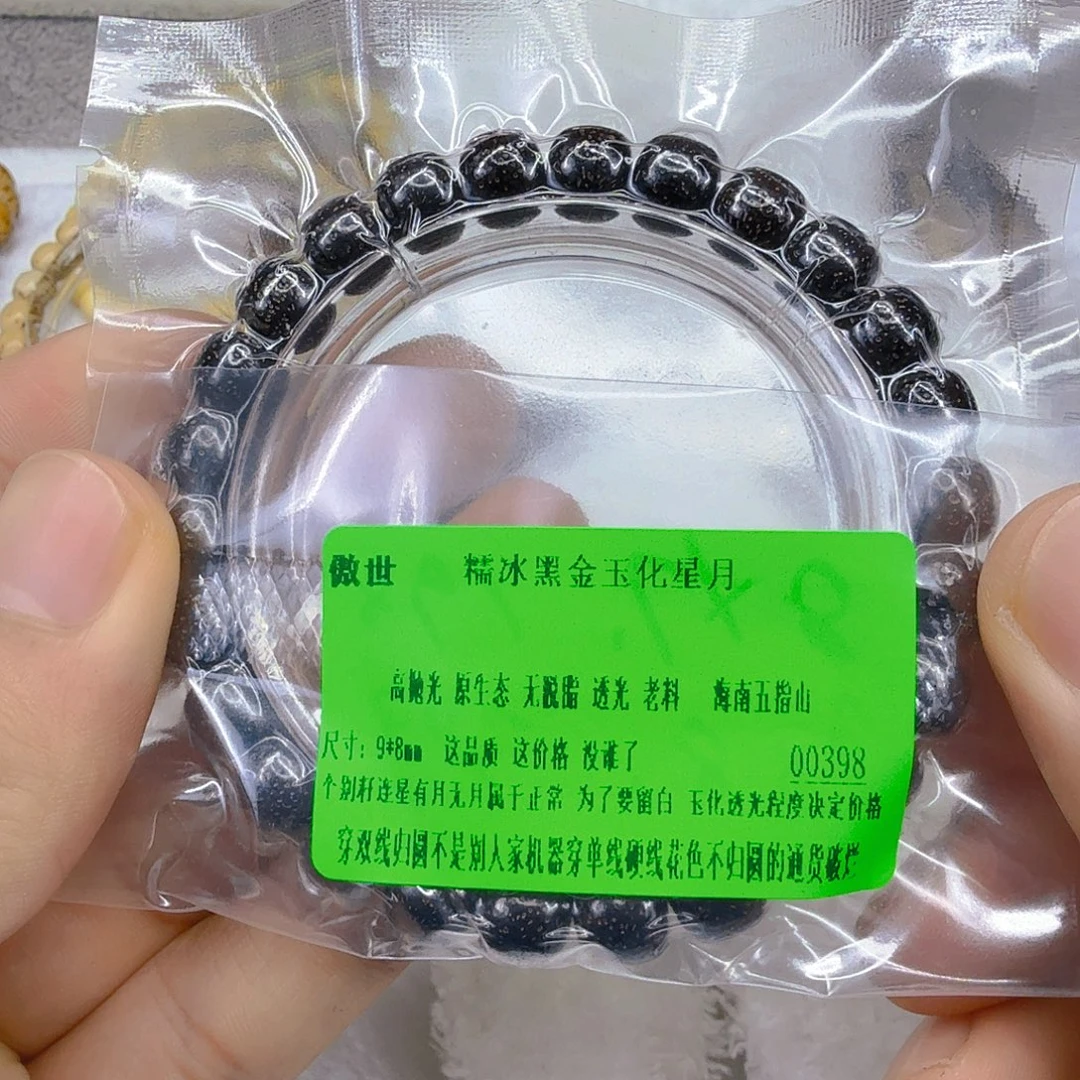 傲世 糯冰黑金玉化星月
高抛光 原生态 无脱脂 透光 老料 海南五指山
尺寸：9*8mm 这品质 这价格 没谁了 00398
个别籽连星有月无月属于正常 为了要留白 玉化透光程度决定价格
穿双线归圆不是别人家机器穿单线硬线花色不归圆的通货破烂